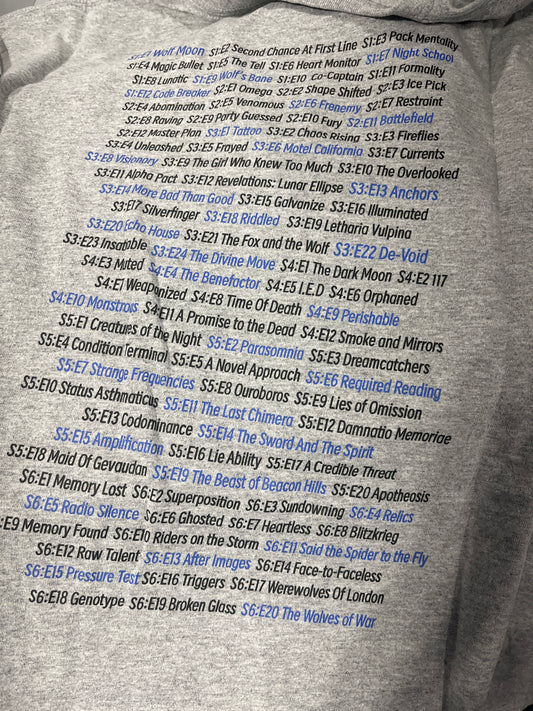 S1:E1 Wolf Moon S1:E2 Second Chance At First Line S1:E3 Pack Mentality
S1:E4 Magic Bullet S1:E5 The Tell S1:E6 Heart Monitor S1:E7 Night School
S1:E8 Lunatic S1:E9 Wolf's Bane S1:E10 Co-Captain S1:E11 Formality
S1:E12 Code Breaker S2:E1 Omega S2:E2 Shape Shifted S2:E3 Ice Pick
S2:E4 Abomination S2:E5 Venomous S2:E6 Frenemy S2:E7 Restraint
S2:E8 Raving S2:E9 Party Guessed S2:E10 Fury S2:E11 Battlefield
S2:E12 Master Plan S3:E1 Tattoo S3:E2 Chaos Rising S3:E3 Fireflies
S3:E4 Unleashed S3:E5 Frayed S3:E6 Motel California S3:E7 Currents
S3:E8 Visionary S3:E9 The Girl Who Knew Too Much S3:E10 The Overlooked
S3:E11 Alpha Pact S3:E12 Revelations: Lunar Ellipse S3:E13 Anchors
S3:E14 More Bad Than Good S3:E15 Galvanize S3:E16 Illuminated
S3:E17 Silverfinger S3:E18 Riddled S3:E19 Letharia Vulpina
S3:E20 Echo House S3:E21 The Fox and the Wolf S3:E22 De-Void
S3:E23 Insatiable S3:E24 The Divine Move S4:E1 The Dark Moon S4:E2 117
S4:E3 Muted S4:E4 The Benefactor S4:E5 I.E.D S4:E6 Orphaned
S4:E7 Weaponized S4:E8 Time Of Death S4:E9 Perishable
S4:E10 Monstrous S4:E11 A Promise to the Dead S4:E12 Smoke and Mirrors
S5:E1 Creatures of the Night S5:E2 Parasomnia S5:E3 Dreamcatchers
S5:E4 Condition Terminal S5:E5 A Novel Approach S5:E6 Required Reading
S5:E7 Strange Frequencies S5:E8 Ouroboros S5:E9 Lies of Omission
S5:E10 Status Asthmaticus S5:E11 The Last Chimera S5:E12 Damnatio Memoriae
S5:E13 Codominance S5:E14 The Sword And The Spirit
S5:E15 Amplification S5:E16 Lie Ability S5:E17 A Credible Threat
S5:E18 Maid Of Gevaudan S5:E19 The Beast of Beacon Hills S5:E20 Apotheosis
S6:E1 Memory Lost S6:E2 Superposition S6:E3 Sundowning S6:E4 Relics
S6:E5 Radio Silence S6:E6 Ghosted S6:E7 Heartless S6:E8 Blitzkrieg
:E9 Memory Found S6:E10 Riders on the Storm S6:E11 Said the Spider to the Fly
S6:E12 Raw Talent S6:E13 After Images S6:E14 Face-to-Faceless
S6:E15 Pressure Test S6:E16 Triggers S6:E17 Werewolves Of London
S6:E18 Genotype S6:E19 Broken Glass S6:E20 The Wolves of War